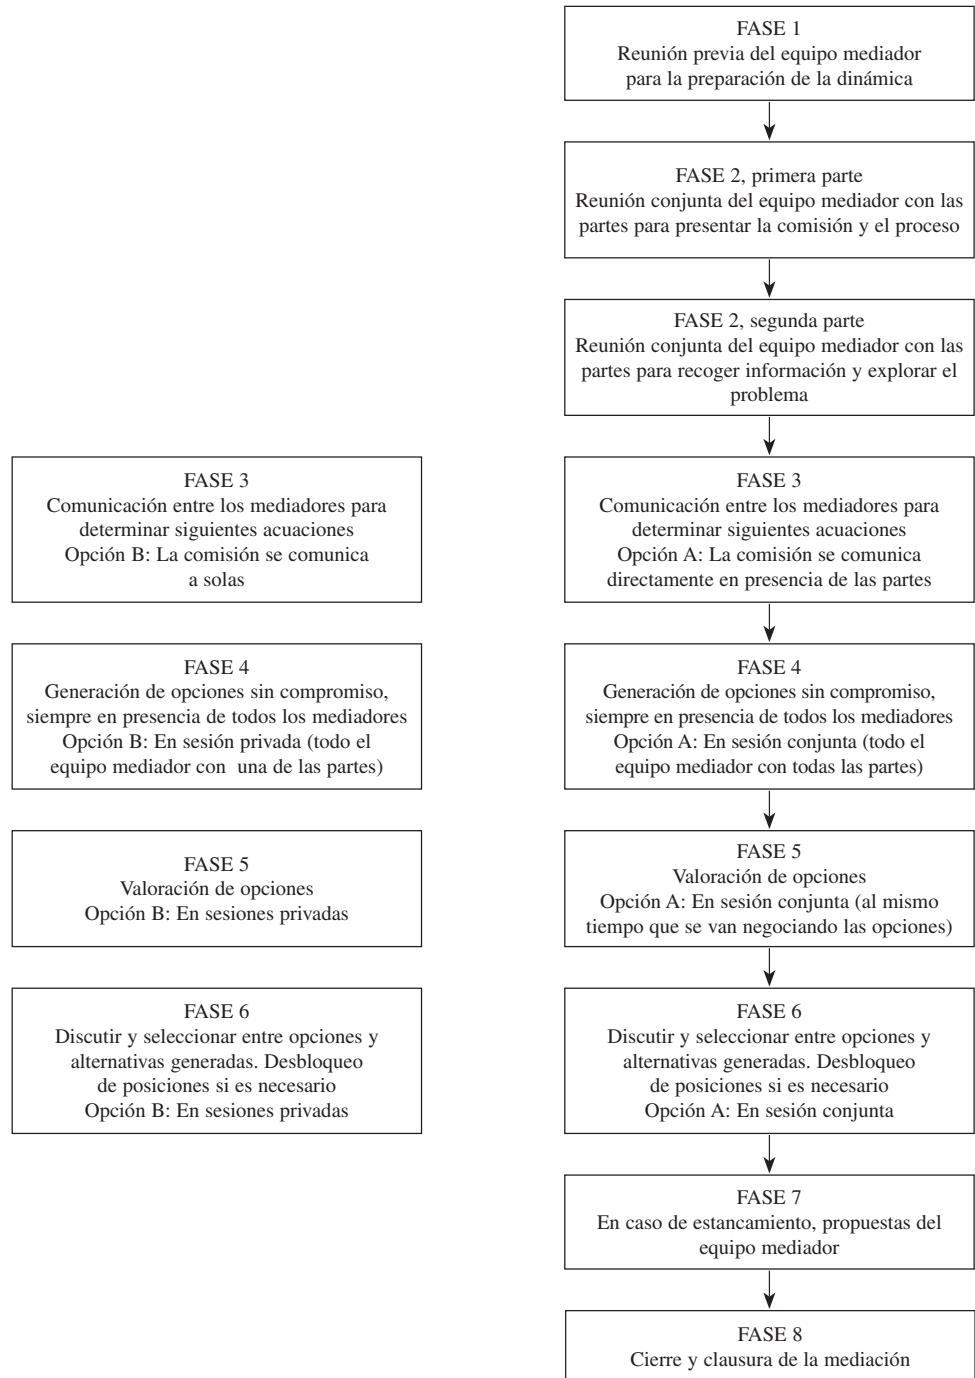 FASE 1
Reunión previa del equipo mediador
para la preparación de la dinámica
FASE 2, primera parte
Reunión conjunta del equipo mediador con las
partes para presentar la comisión y el proceso
FASE 2, segunda parte
Reunión conjunta del equipo mediador con las
partes para recoger información y explorar el
problema
FASE 3
Comunicación entre los mediadores para
determinar siguientes actuaciones
Opción B: La comisión se comunica
a solas
FASE 3
Comunicación entre los mediadores para
determinar siguientes acuaciones
Opción A: La comisión se comunica
directamente en presencia de las partes
FASE 4
Generación de opciones sin compromiso,
siempre en presencia de todos los mediadores
Opción B: En sesión privada (todo el
equipo mediador con una de las partes)
FASE 4
Generación de opciones sin compromiso,
siempre en presencia de todos los mediadores
Opción A: En sesión conjunta (todo el
equipo mediador con todas las partes)
FASE 5
Valoración de opciones
Opción B: En sesiones privadas
FASE 5
Valoración de opciones
Opción A: En sesión conjunta (al mismo
tiempo que se van negociando las opciones)
FASE 6
Discutir y seleccionar entre opciones y
alternativas generadas. Desbloqueo
de posiciones si es necesario
Opción B: En sesiones privadas
FASE 6
Discutir y seleccionar entre opciones y
alternativas generadas. Desbloqueo
de posiciones si es necesario
Opción A: En sesión conjunta
FASE 7
En caso de estancamiento, propuestas del
equipo mediador
FASE 8
Cierre y clausura de la mediación